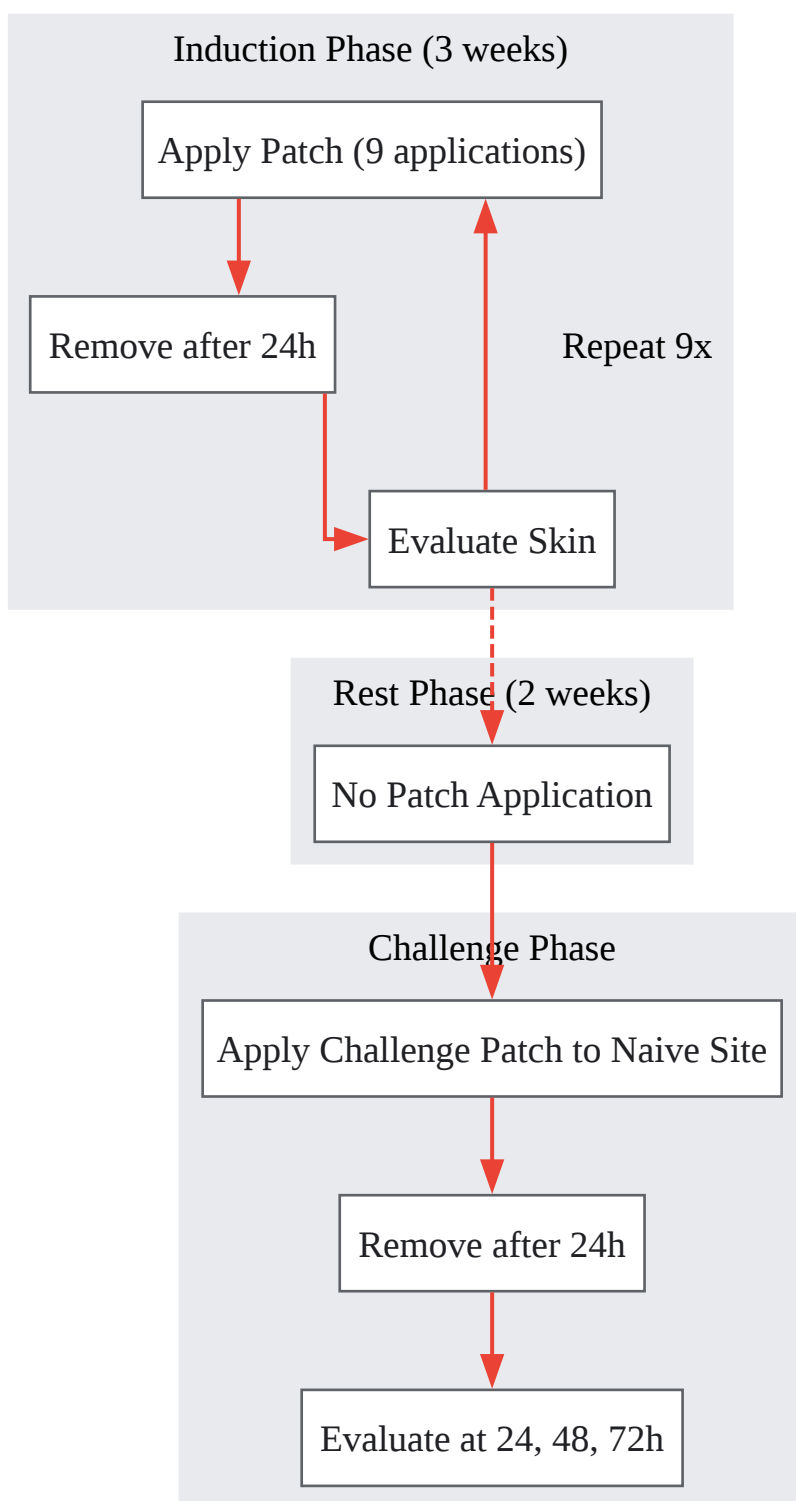 Induction Phase (3 weeks)
Apply Patch (9 applications)
Remove after 24h
Repeat 9x
Evaluate Skin
Rest Phase (2 weeks)
No Patch Application
Challenge Phase
Apply Challenge Patch to Naive Site
Remove after 24h
Evaluate at 24, 48, 72h